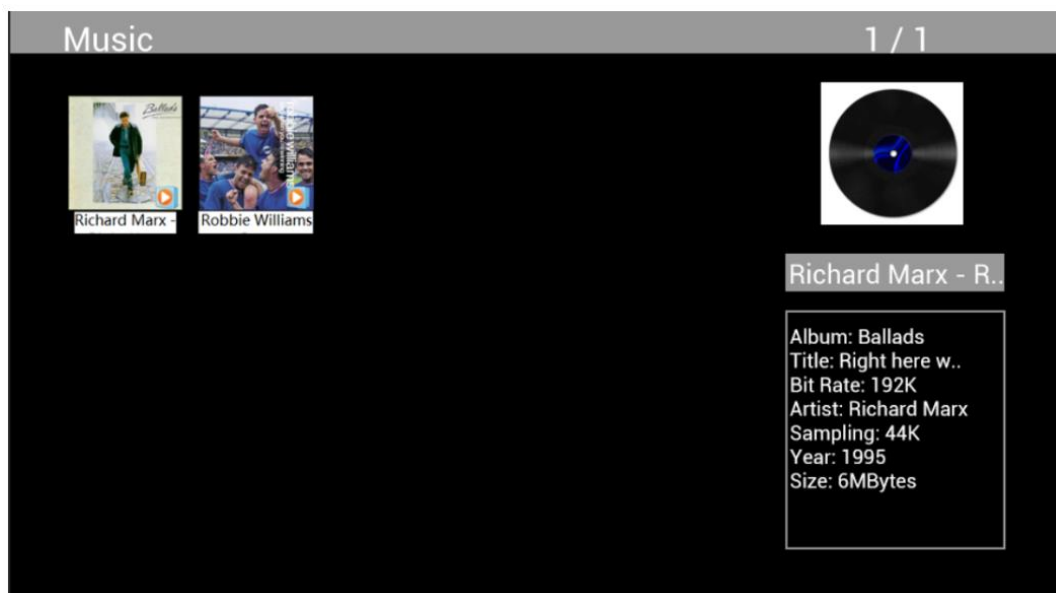 Music
1 / 1
Ballads
Richard Marx -
Robbie Williams
Richard Marx - R..
Album: Ballads
Title: Right here w..
Bit Rate: 192K
Artist: Richard Marx
Sampling: 44K
Year: 1995
Size: 6MBytes